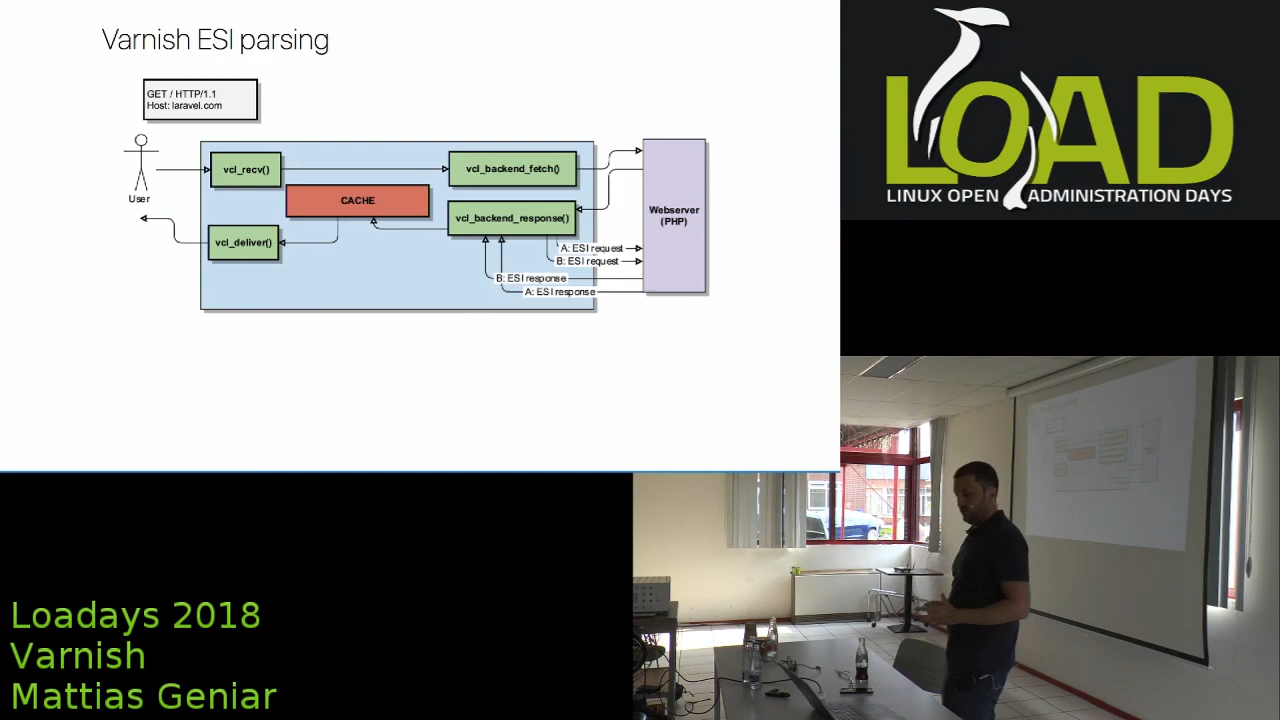 Varnish ESI parsing
GET / HTTP/1.1
Host: laravel.com
User
vcl_recv()
vcl_backend_fetch()
CACHE
vcl_backend_response()
vcl_deliver()
Webserver
(PHP)
A: ESI request
B: ESI request
B: ESI response
A: ESI response
LOAD
LINUX OPEN ADMINISTRATION DAYS
Loadays 2018
Varnish
Mattias Geniar